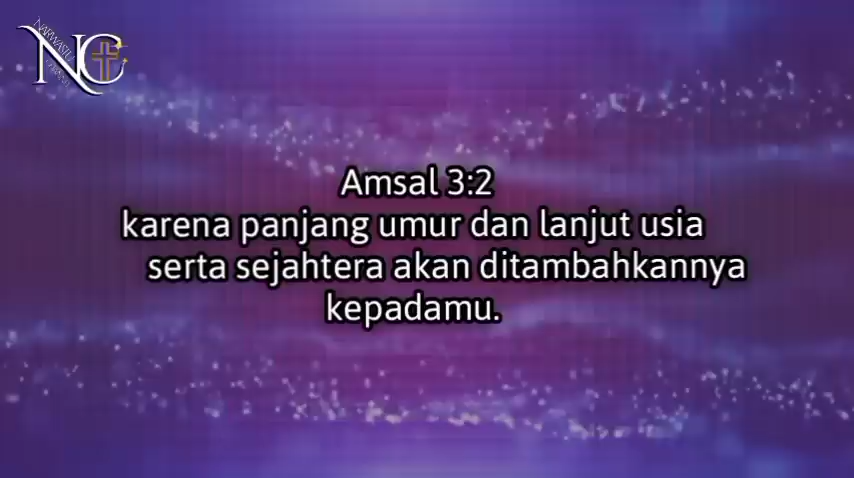 NC
Amsal 3:2
karena panjang umur dan lanjut usia
serta sejahtera akan ditambahkannya
kepadamu.